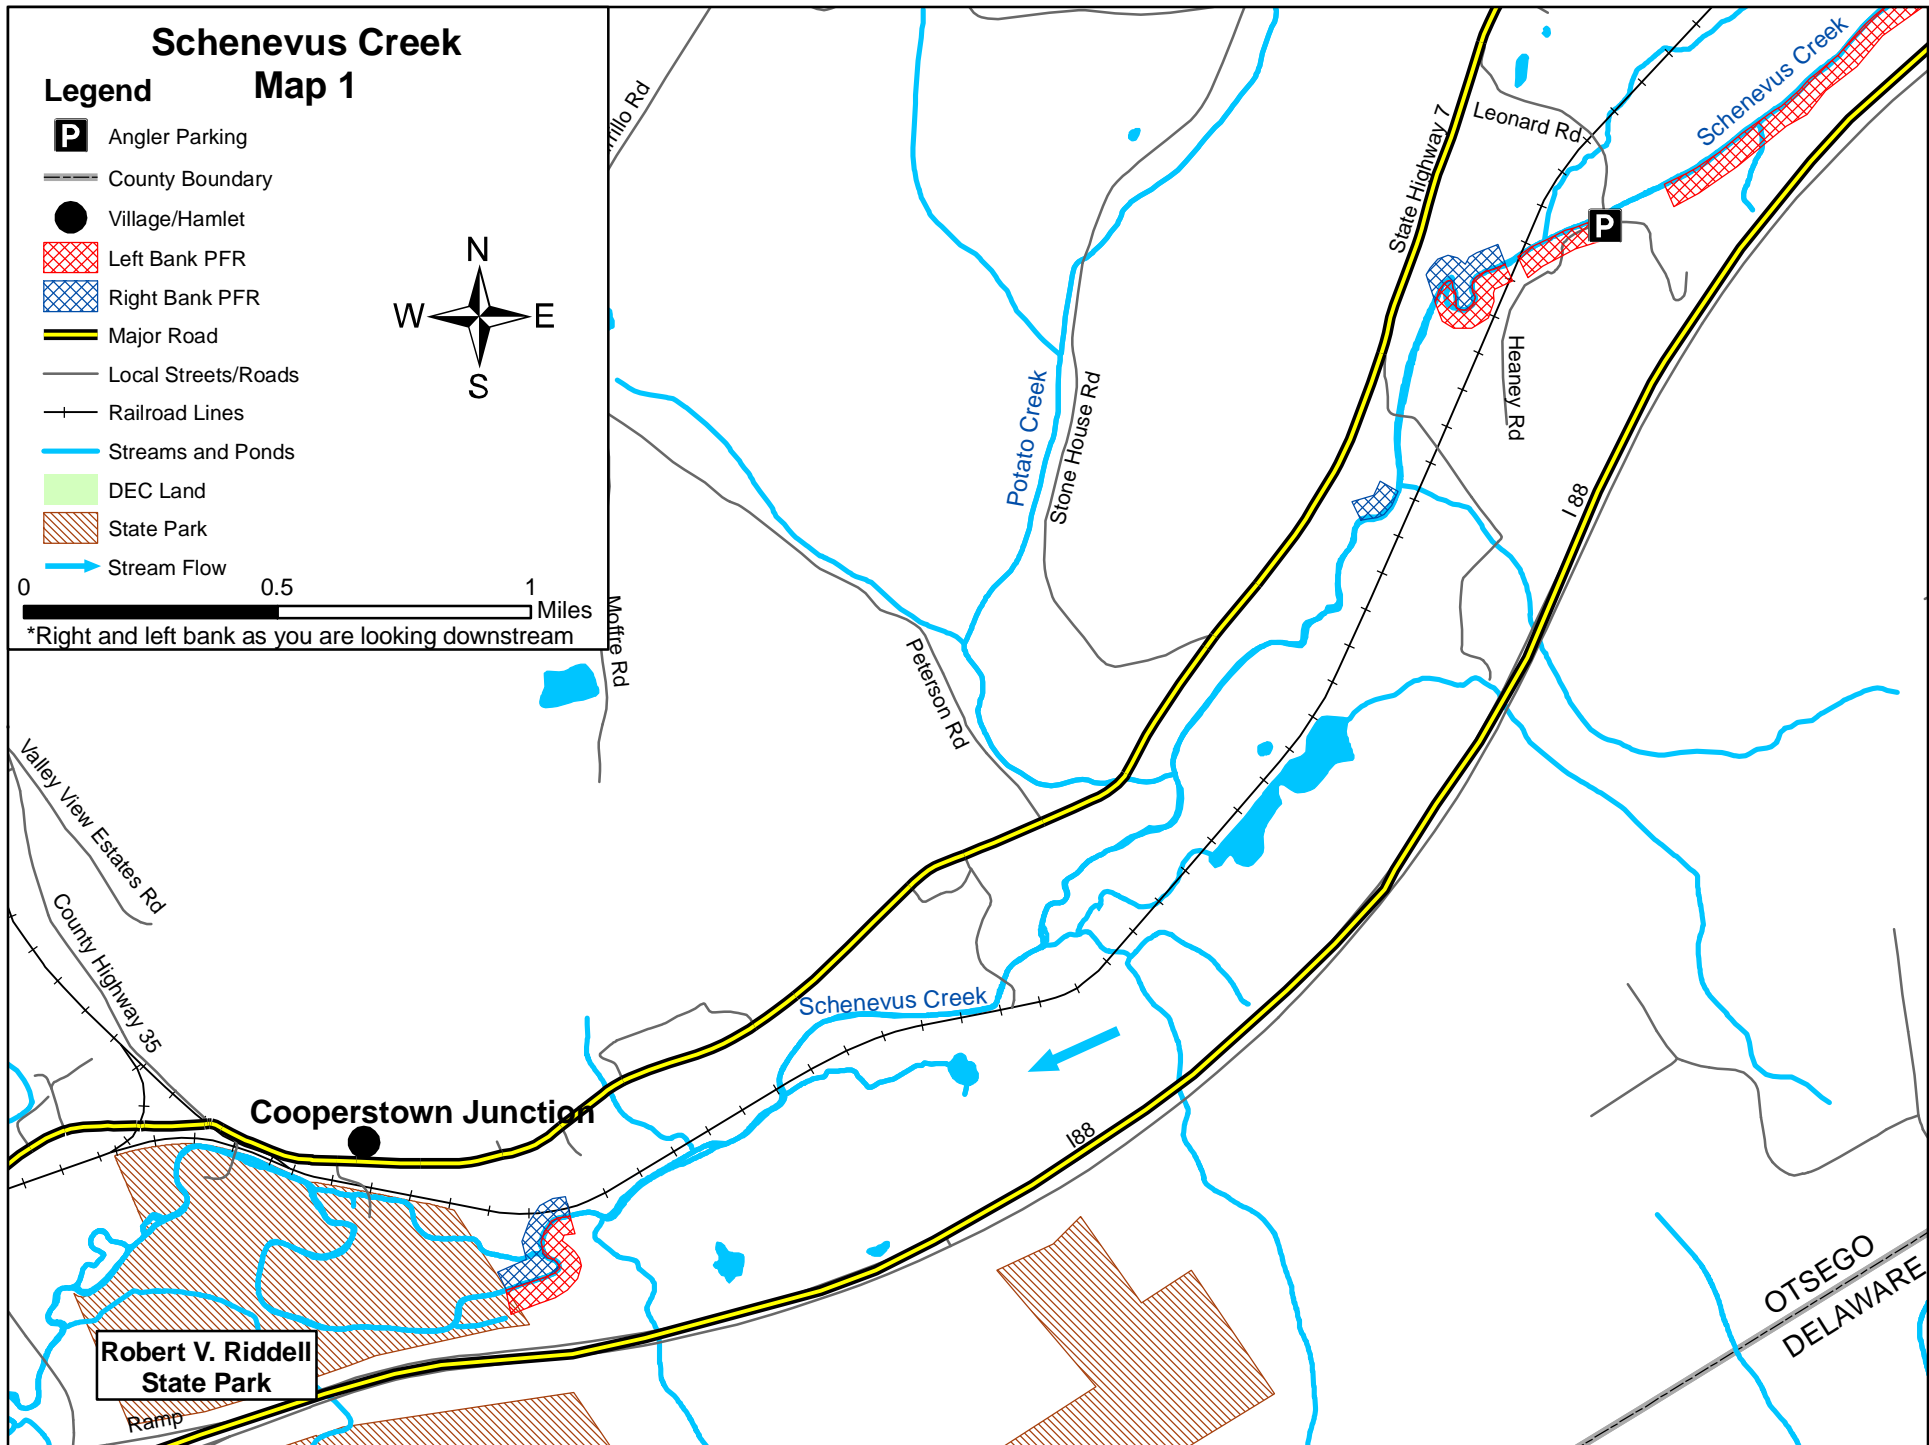 Schenevus Creek
Map 1
Legend
P Angler Parking
County Boundary
Village/Hamlet
Left Bank PFR
Right Bank PFR
Major Road
Local Streets/Roads
Railroad Lines
Streams and Ponds
DEC Land
State Park
Stream Flow
N
W E
S
0 0.5 1
Miles
*Right and left bank as you are looking downstream
rillo Rd
Moffre Rd
Potato Creek
Stone House Rd
State Highway 7
Leonard Rd
Schenevus Creek
P
Heaney Rd
I 88
Peterson Rd
Valley View Estates Rd
County Highway 35
Schenevus Creek
Cooperstown Junction
I88
Robert V. Riddell
State Park
Ramp
OTSEGO
DELAWARE